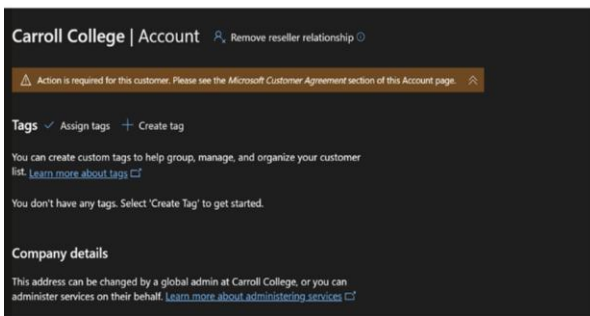 Carroll College | Account Remove reseller relationship
Action is required for this customer. Please see the Microsoft Customer Agreement section of this Account page.
Tags Assign tags Create tag
You can create custom tags to help group, manage, and organize your customer
list. Learn more about tags
You don't have any tags. Select 'Create Tag' to get started.
Company details
This address can be changed by a global admin at Carroll College, or you can
administer services on their behalf. Learn more about administering services